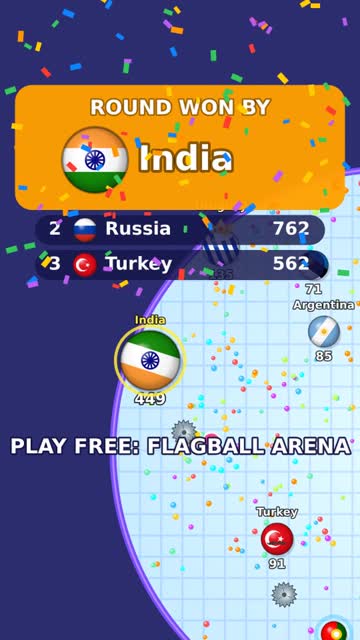 ROUND WON BY
India
2 Russia 762
3 Turkey 562
71
Argentina
85
India
449
PLAY FREE: FLAGBALL ARENA
Turkey
91